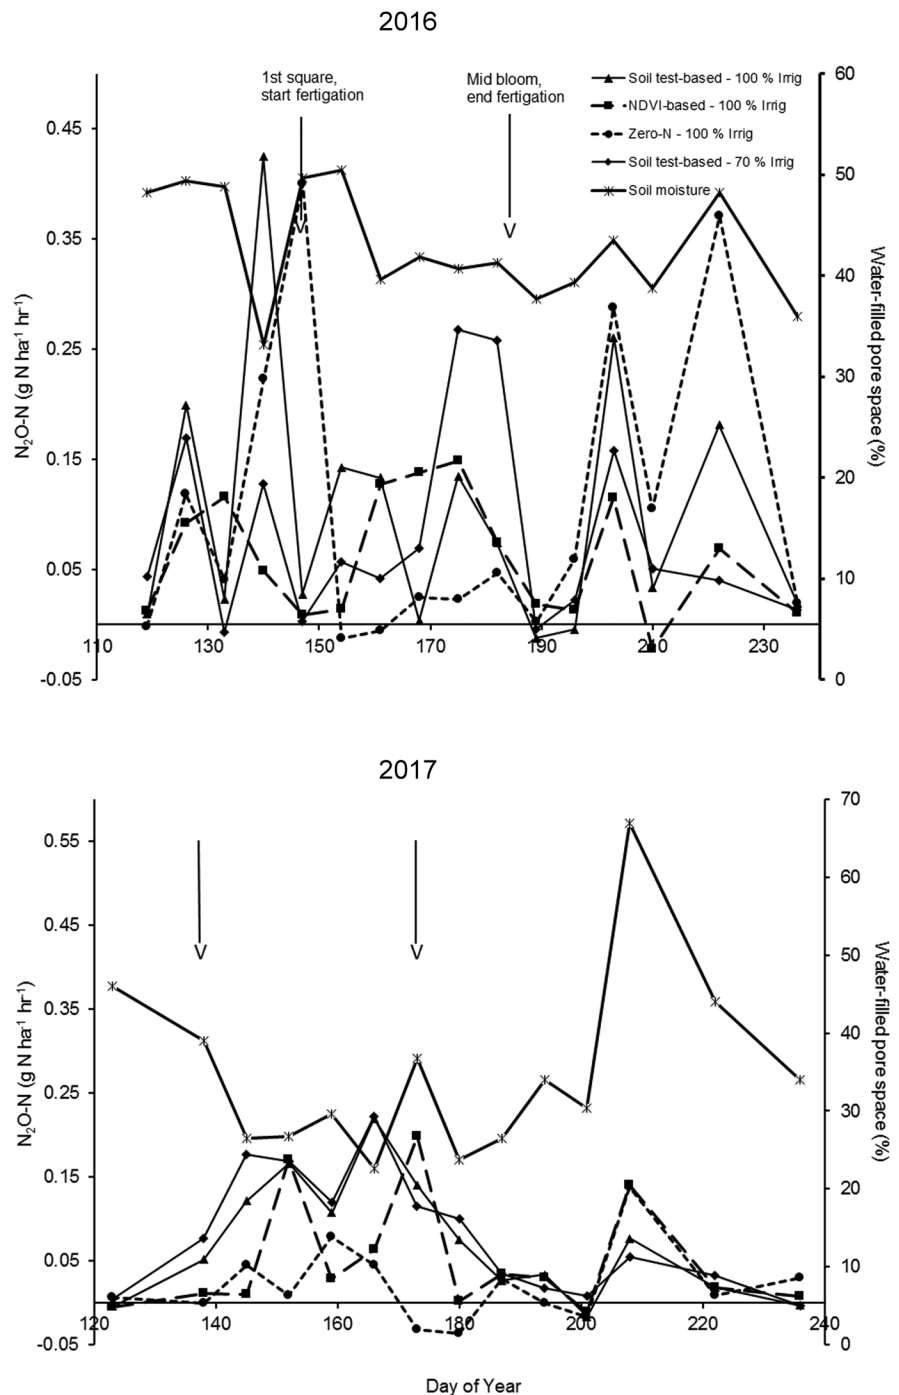 2016
1st square,
start fertigation
Mid bloom,
end fertigation
Soil test-based - 100 % Irrig
NDVI-based - 100 % Irrig
Zero-N - 100 % Irrig
Soil test-based - 70 % Irrig
Soil moisture
0.45
0.35
0.25
0.15
0.05
-0.05
N₂O-N (g N ha⁻¹ hr⁻¹)
60
50
40
30
20
10
0
Water-filled pore space (%)
110 130 150 170 190 210 230
V
V
2017
0.55
0.45
0.35
0.25
0.15
0.05
-0.05
N₂O-N (g N ha⁻¹ hr⁻¹)
V
V
70
60
50
40
30
20
10
0
Water-filled pore space (%)
120 140 160 180 200 220 240
Day of Year